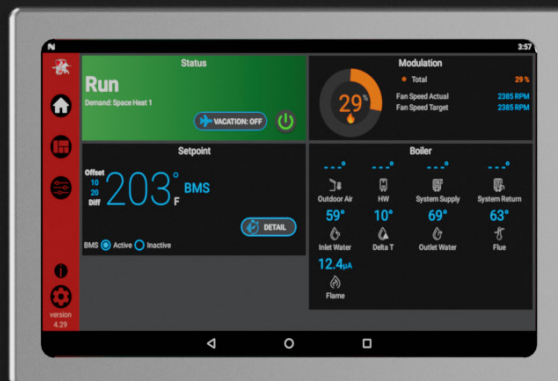 3:57
Status
Run
Demand: Space Heat 1
VACATION: OFF
Modulation
29%
Total 29%
Fan Speed Actual 2385 RPM
Fan Speed Target 2385 RPM
Setpoint
Offset
10
20
Diff
203°F BMS
DETAIL
BMS Active Inactive
Boiler
---° ---° ---° ---°
Outdoor Air HW System Supply System Return
59° 10° 69° 63°
Inlet Water Delta T Outlet Water Flue
12.4µA
Flame
version
4.29